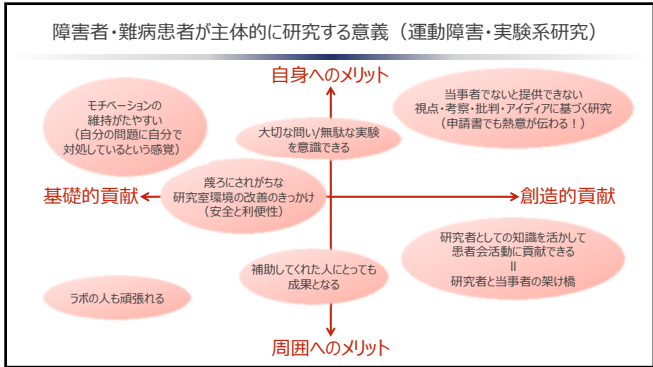 障害者・難病患者が主体的に研究する意義（運動障害・実験系研究）
自身へのメリット
モチベーションの
維持がたやすい
（自分の問題に自分で
対処しているという感覚）
当事者でないと提供できない
視点・考察・批判・アイディアに基づく研究
（申請書でも熱意が伝わる！）
大切な問い/無駄な実験
を意識できる
蔑ろにされがちな
研究室環境の改善のきっかけ
（安全と利便性）
基礎的貢献
創造的貢献
研究者としての知識を活かして
患者会活動に貢献できる
||
研究者と当事者の架け橋
補助してくれた人にとっても
成果となる
ラボの人も頑張れる
周囲へのメリット